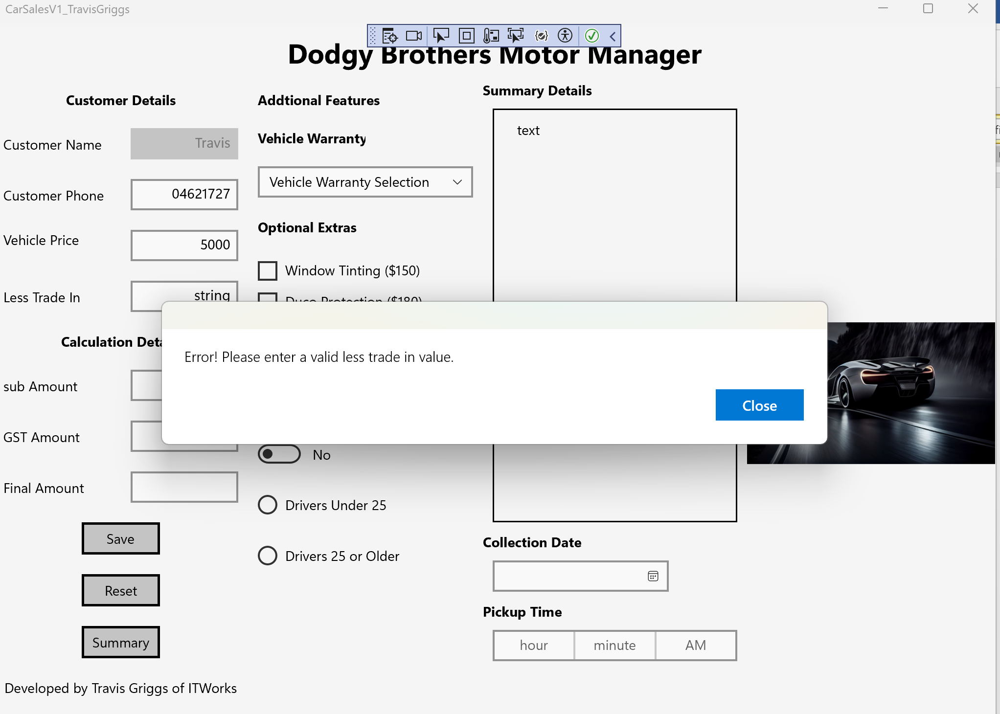 CarSalesV1_TravisGriggs
Dodgy Brothers Motor Manager
Customer Details
Customer Name
Travis
Customer Phone
04621727
Vehicle Price
5000
Less Trade In
string
Calculation Deta
sub Amount
GST Amount
Final Amount
Save
Reset
Summary
Developed by Travis Griggs of ITWorks
Addtional Features
Vehicle Warranty
Vehicle Warranty Selection
Optional Extras
Window Tinting ($150)
Duco Protection ($180)
Error! Please enter a valid less trade in value.
Close
No
Drivers Under 25
Drivers 25 or Older
Summary Details
text
Collection Date
Pickup Time
hour minute AM